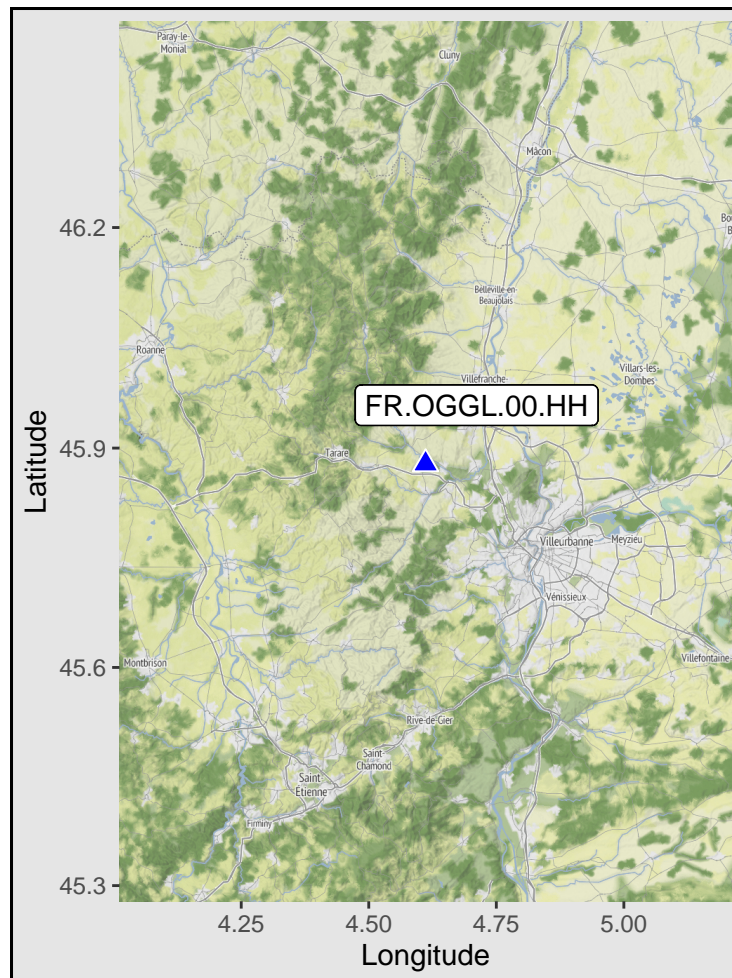 Paray-le-
Monial
Cluny
Mâcon
46.2
Belleville-en-
Beaujolais
Roanne
Villars-les-
Dombes
Villefranche-
FR.OGGL.00.HH
45.9
Tarare
Latitude
Villeurbanne
Meyzieu
Vénissieux
45.6
Montbrison
Villefontaine
Rive-de-Gier
Saint-
Chamond
Saint
Étienne
Firminy
45.3
4.25
4.50
4.75
5.00
Longitude